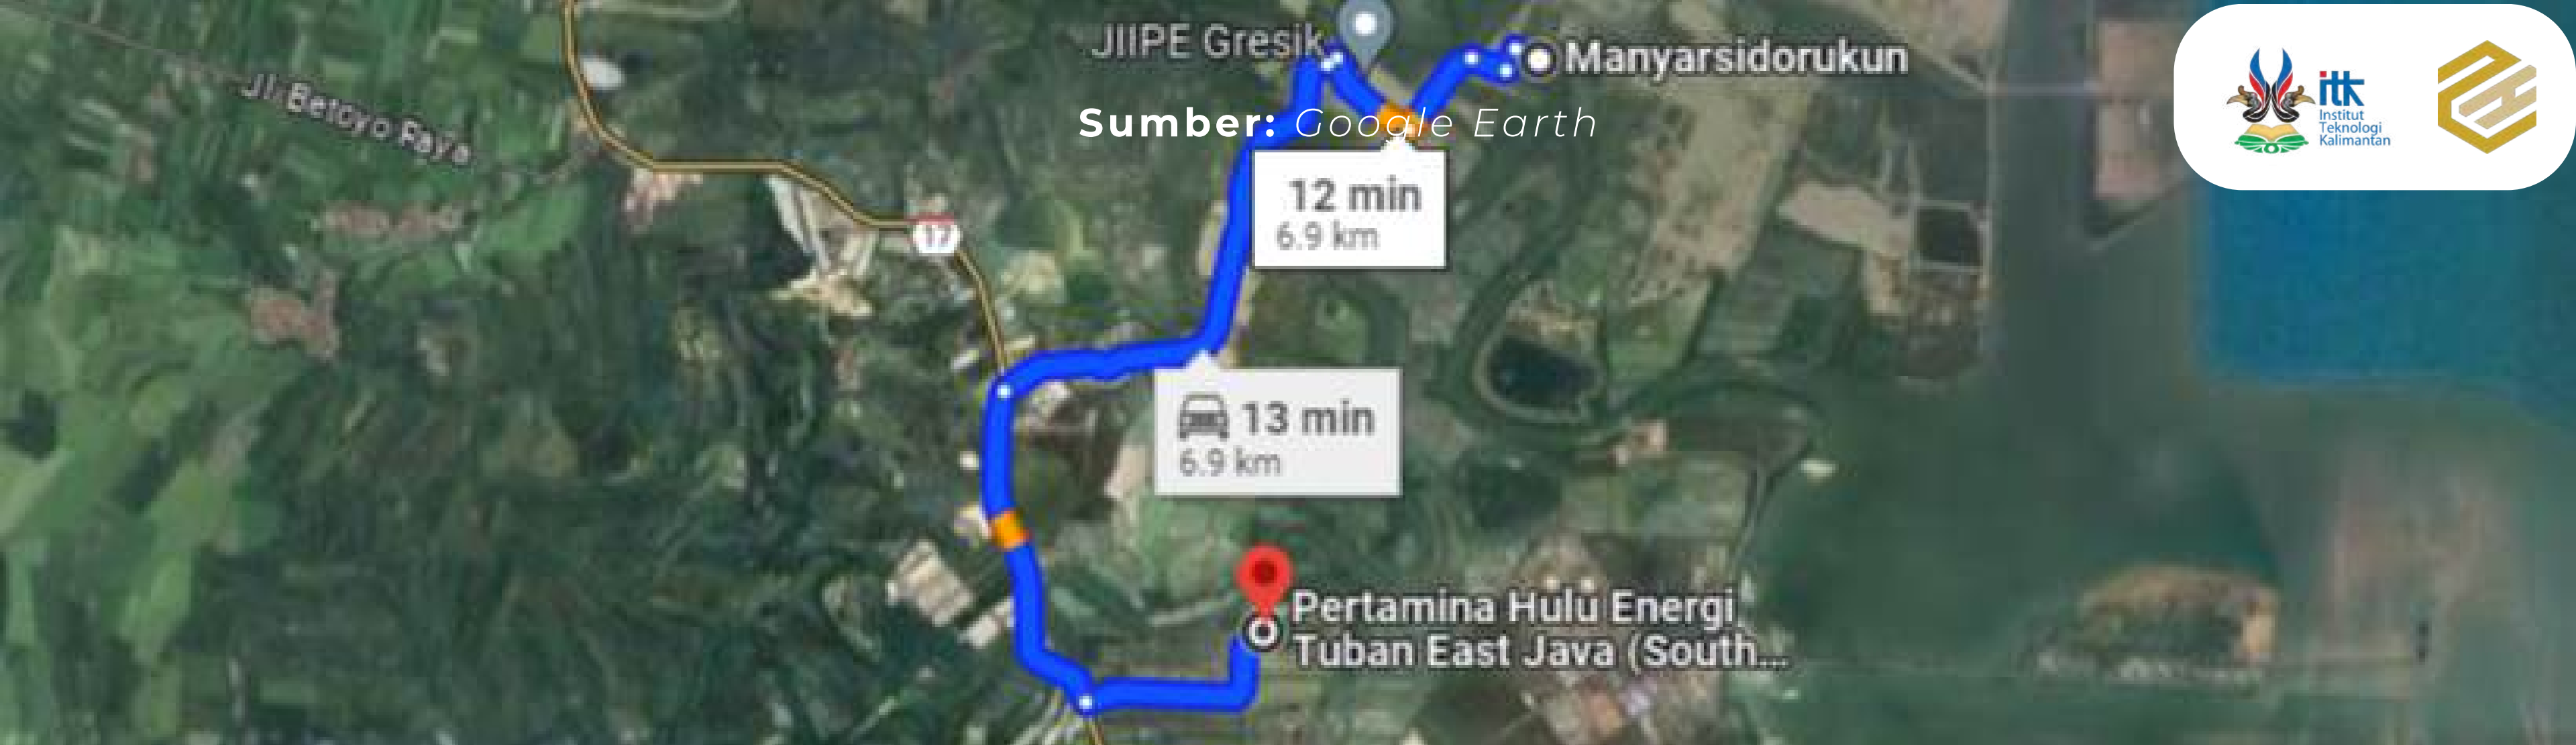 JIIPE Gresik
Manyarsidorukun
itk
Institut
Teknologi
Kalimantan
Jl. Betoyo Raya
Sumber: Google Earth
12 min
6.9 km
17
13 min
6.9 km
Pertamina Hulu Energi
Tuban East Java (South...